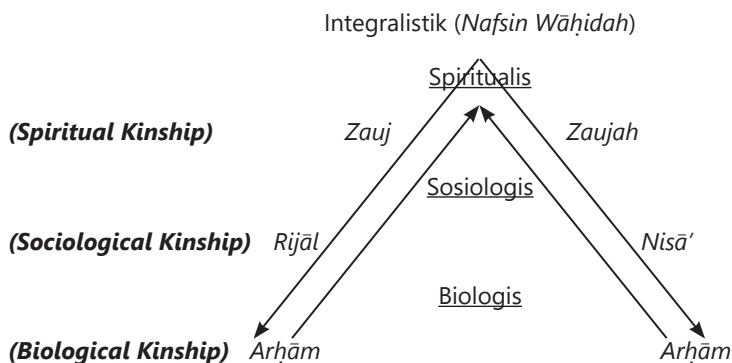 Integralistik (Nafsin Wāḥidah)
Spiritualis
(Spiritual Kinship) Zauj Zaujah
Sosiologis
(Sociological Kinship) Rijāl Nisā’
Biologis
(Biological Kinship) Arḥām Arḥām